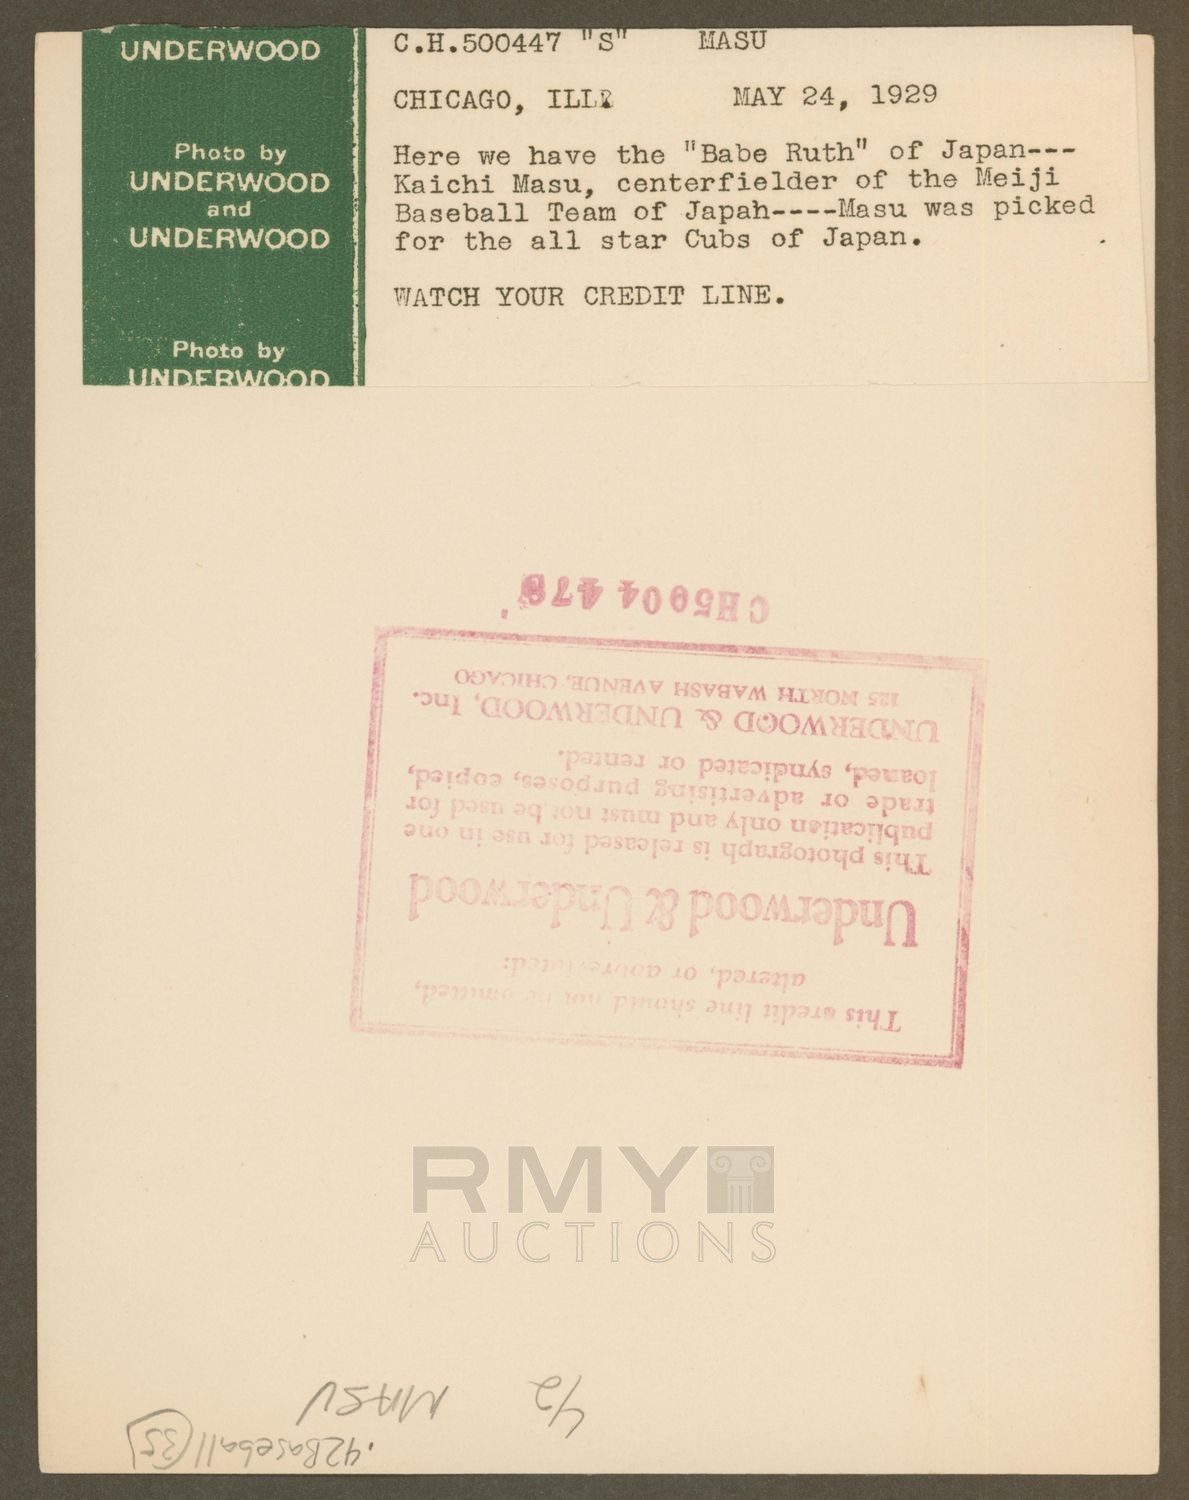 UNDERWOOD
Photo by
UNDERWOOD
and
UNDERWOOD
Photo by
UNDERWOOD
C.H.500447 "S" MASU
CHICAGO, ILL MAY 24, 1929
Here we have the "Babe Ruth" of Japan---
Kaichi Masu, centerfielder of the Meiji
Baseball Team of Japah----Masu was picked
for the all star Cubs of Japan.
WATCH YOUR CREDIT LINE.
This credit line should not be omitted,
altered, or abbreviated:
Underwood & Underwood
This photograph is released for use in one
publication only and must not be used for
trade or advertising purposes, copied,
loaned, syndicated or rented.
UNDERWOOD & UNDERWOOD, Inc.
125 NORTH WABASH AVENUE, CHICAGO
RMY
AUCTIONS
.42 Baseball 35
MASU